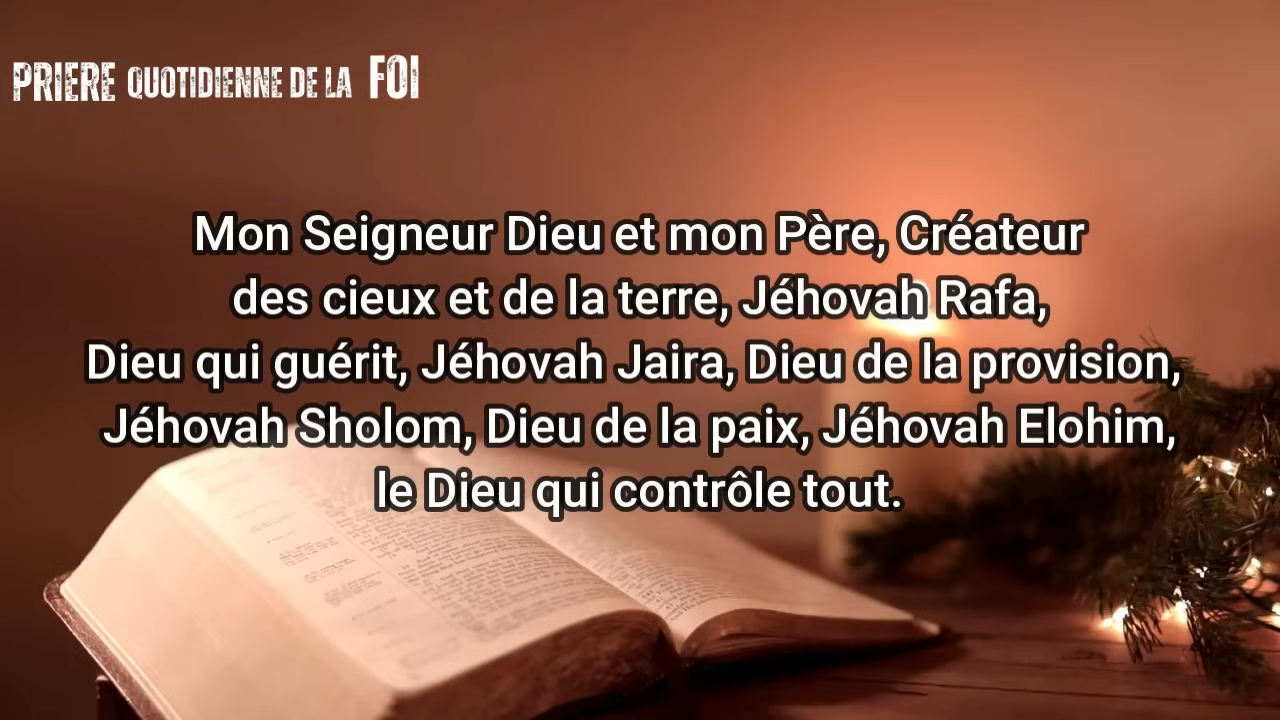 PRIERE QUOTIDIENNE DE LA FOI
Mon Seigneur Dieu et mon Père, Créateur
des cieux et de la terre, Jéhovah Rafa,
Dieu qui guérit, Jéhovah Jaira, Dieu de la provision,
Jéhovah Sholom, Dieu de la paix, Jéhovah Elohim,
le Dieu qui contrôle tout.